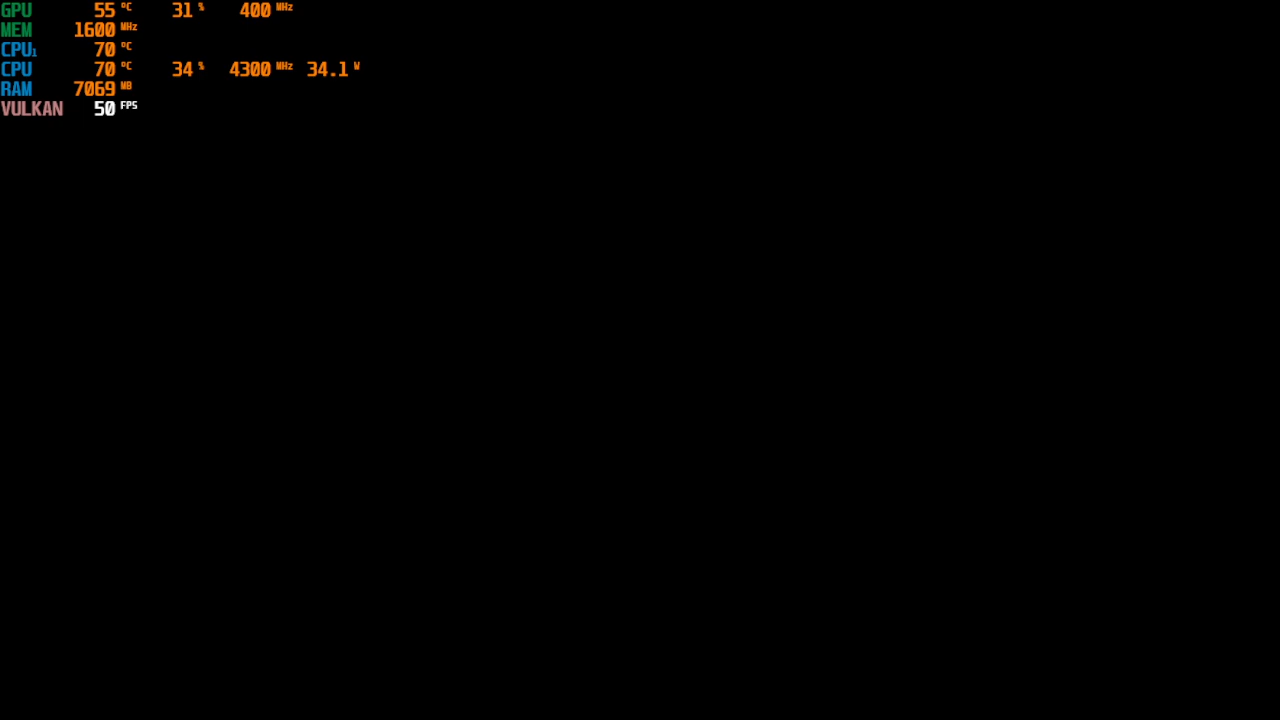 GPU 55 °C 31 % 400 MHz
MEM 1600 MHz
CPU1 70 °C
CPU 70 °C 34 % 4300 MHz 34.1 W
RAM 7069 MB
VULKAN 50 FPS